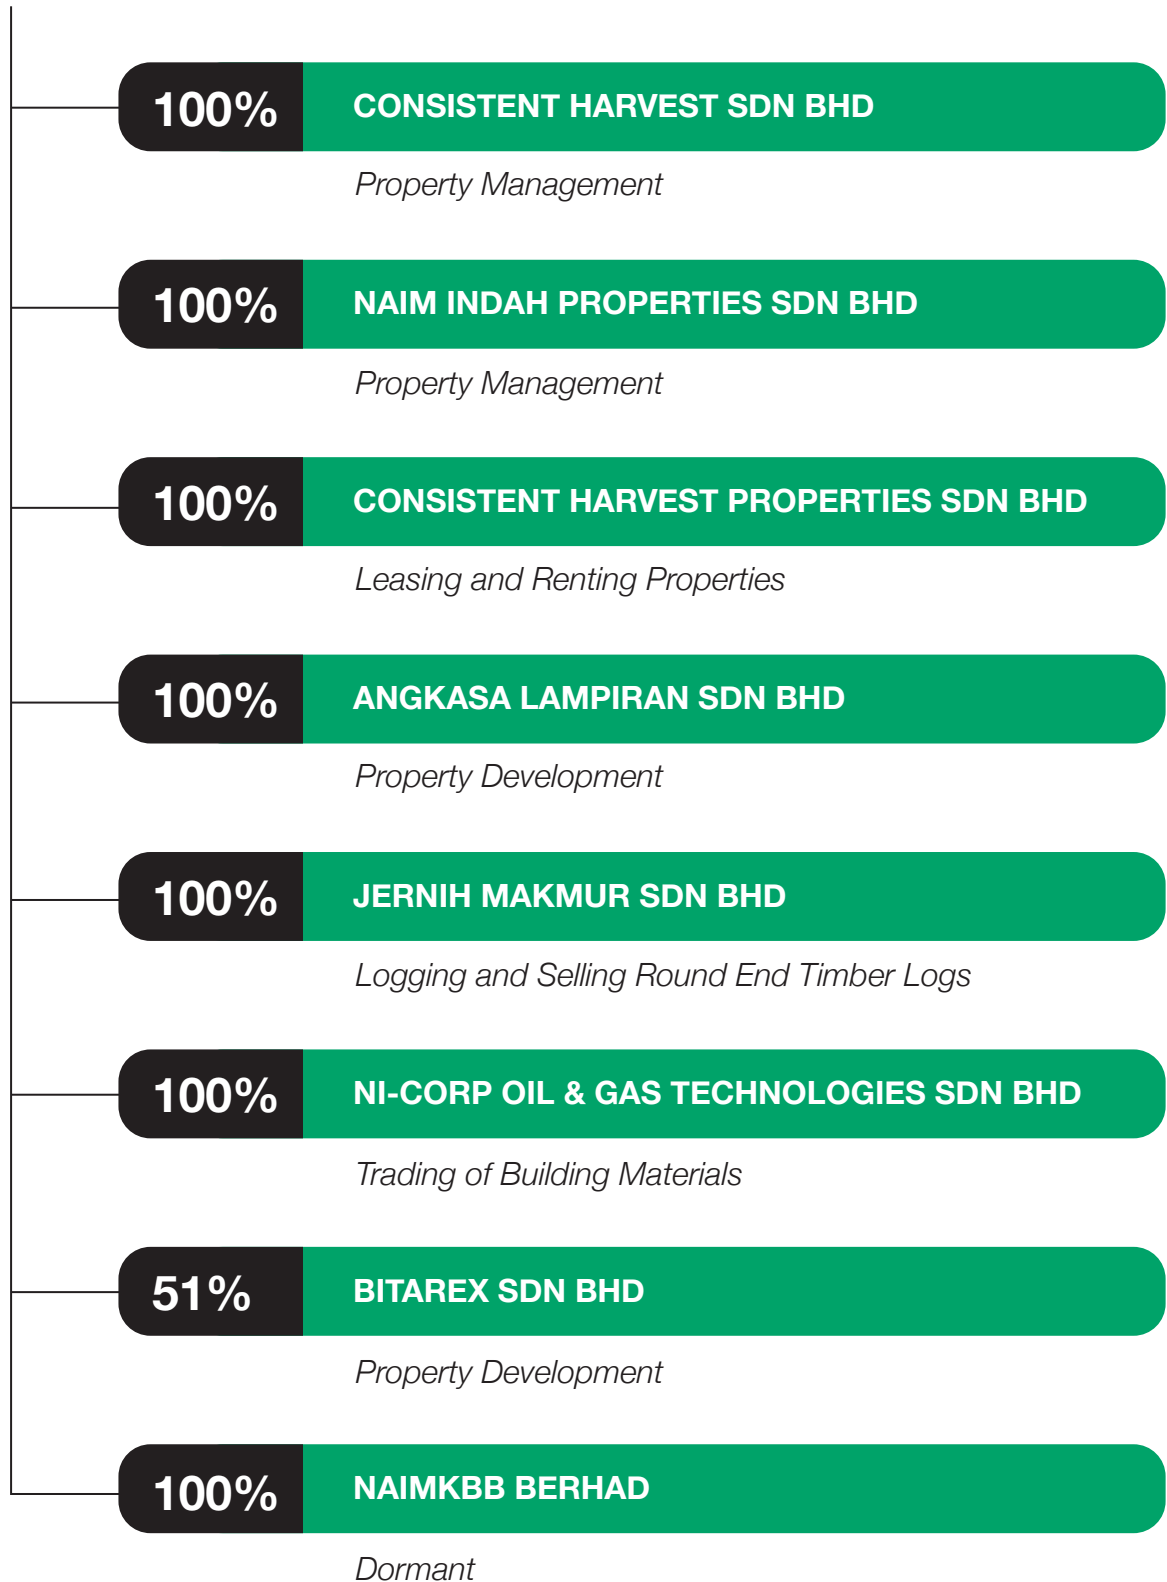 100% CONSISTENT HARVEST SDN BHD
Property Management
100% NAIM INDAH PROPERTIES SDN BHD
Property Management
100% CONSISTENT HARVEST PROPERTIES SDN BHD
Leasing and Renting Properties
100% ANGKASA LAMPIRAN SDN BHD
Property Development
100% JERNIH MAKMUR SDN BHD
Logging and Selling Round End Timber Logs
100% NI-CORP OIL & GAS TECHNOLOGIES SDN BHD
Trading of Building Materials
51% BITAREX SDN BHD
Property Development
100% NAIMKBB BERHAD
Dormant